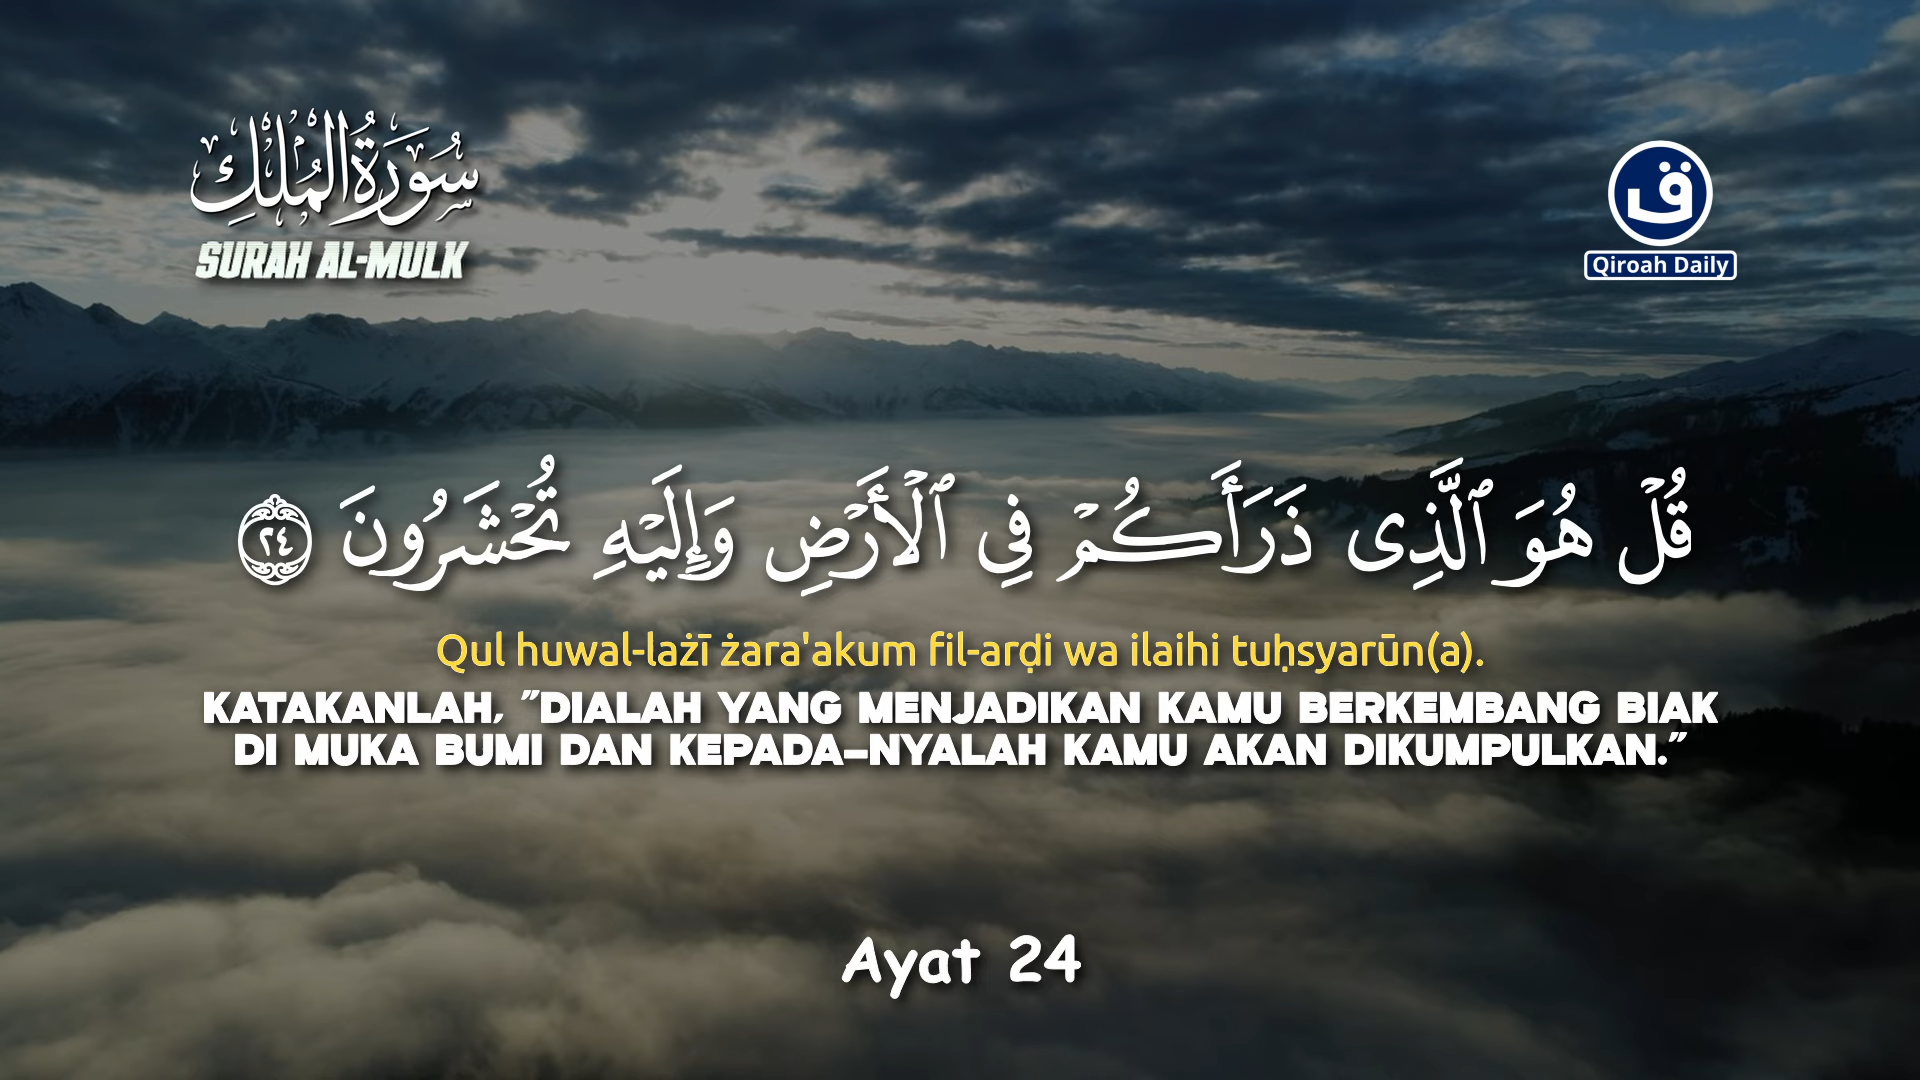 سُورَةُ الْمُلْكِ
SURAH AL-MULK
ق
Qiroah Daily
قُلْ هُوَ ٱلَّذِى ذَرَأَكُمْ فِى ٱلْأَرْضِ وَإِلَيْهِ تُحْشَرُونَ ٢٤
Qul huwal-lażī żara'akum fil-arḍi wa ilaihi tuḥsyarūn(a).
KATAKANLAH, "DIALAH YANG MENJADIKAN KAMU BERKEMBANG BIAK
DI MUKA BUMI DAN KEPADA-NYALAH KAMU AKAN DIKUMPULKAN."
Ayat 24